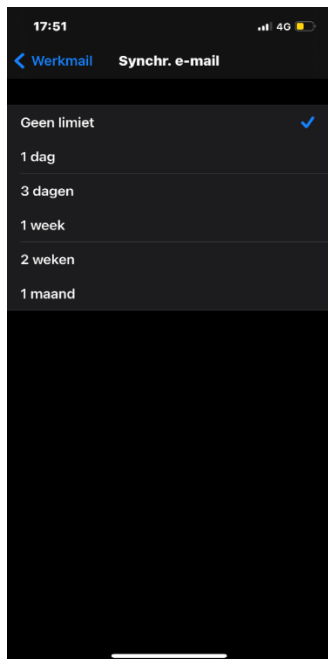 17:51 4G
Werkmail Synchr. e-mail
Geen limiet
1 dag
3 dagen
1 week
2 weken
1 maand